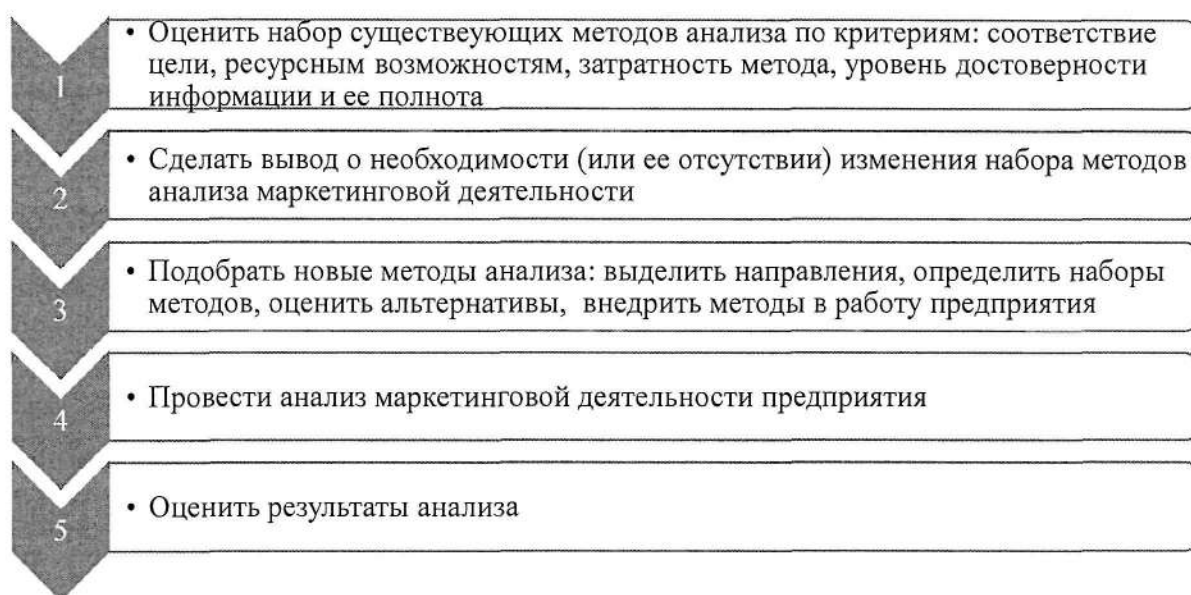 1
• Оценить набор существеующих методов анализа по критериям: соответствие
цели, ресурсным возможностям, затратность метода, уровень достоверности
информации и ее полнота
2
• Сделать вывод о необходимости (или ее отсутствии) изменения набора методов
анализа маркетинговой деятельности
3
• Подобрать новые методы анализа: выделить направления, определить наборы
методов, оценить альтернативы, внедрить методы в работу предприятия
4
• Провести анализ маркетинговой деятельности предприятия
5
• Оценить результаты анализа